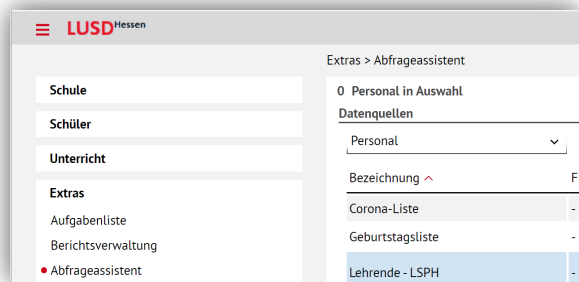 LUSD Hessen
Extras > Abfrageassistent
Schule
Schüler
Unterricht
Extras
Aufgabenliste
Berichtsverwaltung
Abfrageassistent
0 Personal in Auswahl
Datenquellen
Personal
Bezeichnung F
Corona-Liste -
Geburtstagsliste -
Lehrende - LSPH -